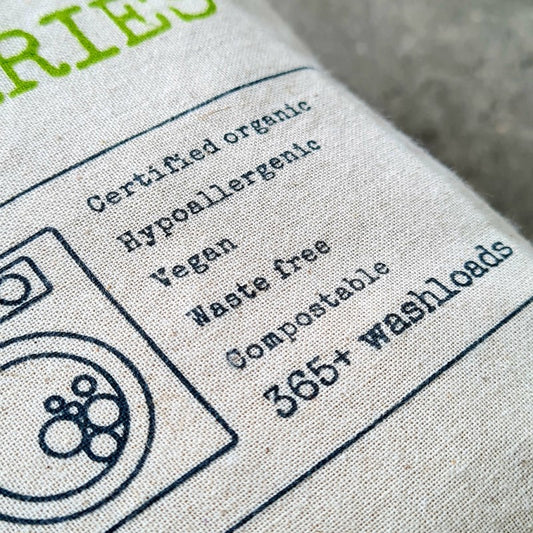 RIES
Certified organic
Hypoallergenic
Vegan
Waste free
Compostable
365+ washloads